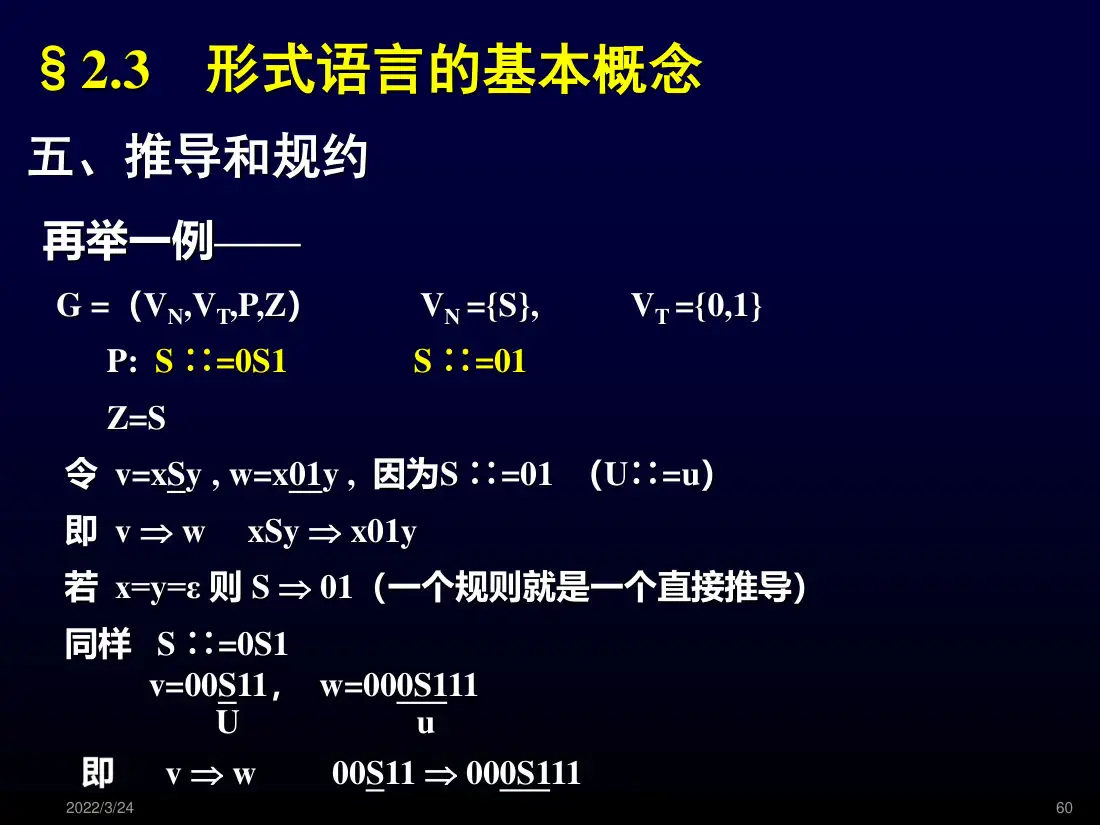 §2.3 形式语言的基本概念
五、推导和规约
再举一例——
G =（VN,VT,P,Z） VN ={S}, VT ={0,1}
P: S ∷=0S1 S ∷=01
Z=S
令 v=xSy , w=x01y , 因为S ∷=01 （U∷=u）
即 v ⇒ w xSy ⇒ x01y
若 x=y=ε 则 S ⇒ 01（一个规则就是一个直接推导）
同样 S ∷=0S1
v=00S11， w=000S111
U u
即 v ⇒ w 00S11 ⇒ 000S111
2022/3/24 60